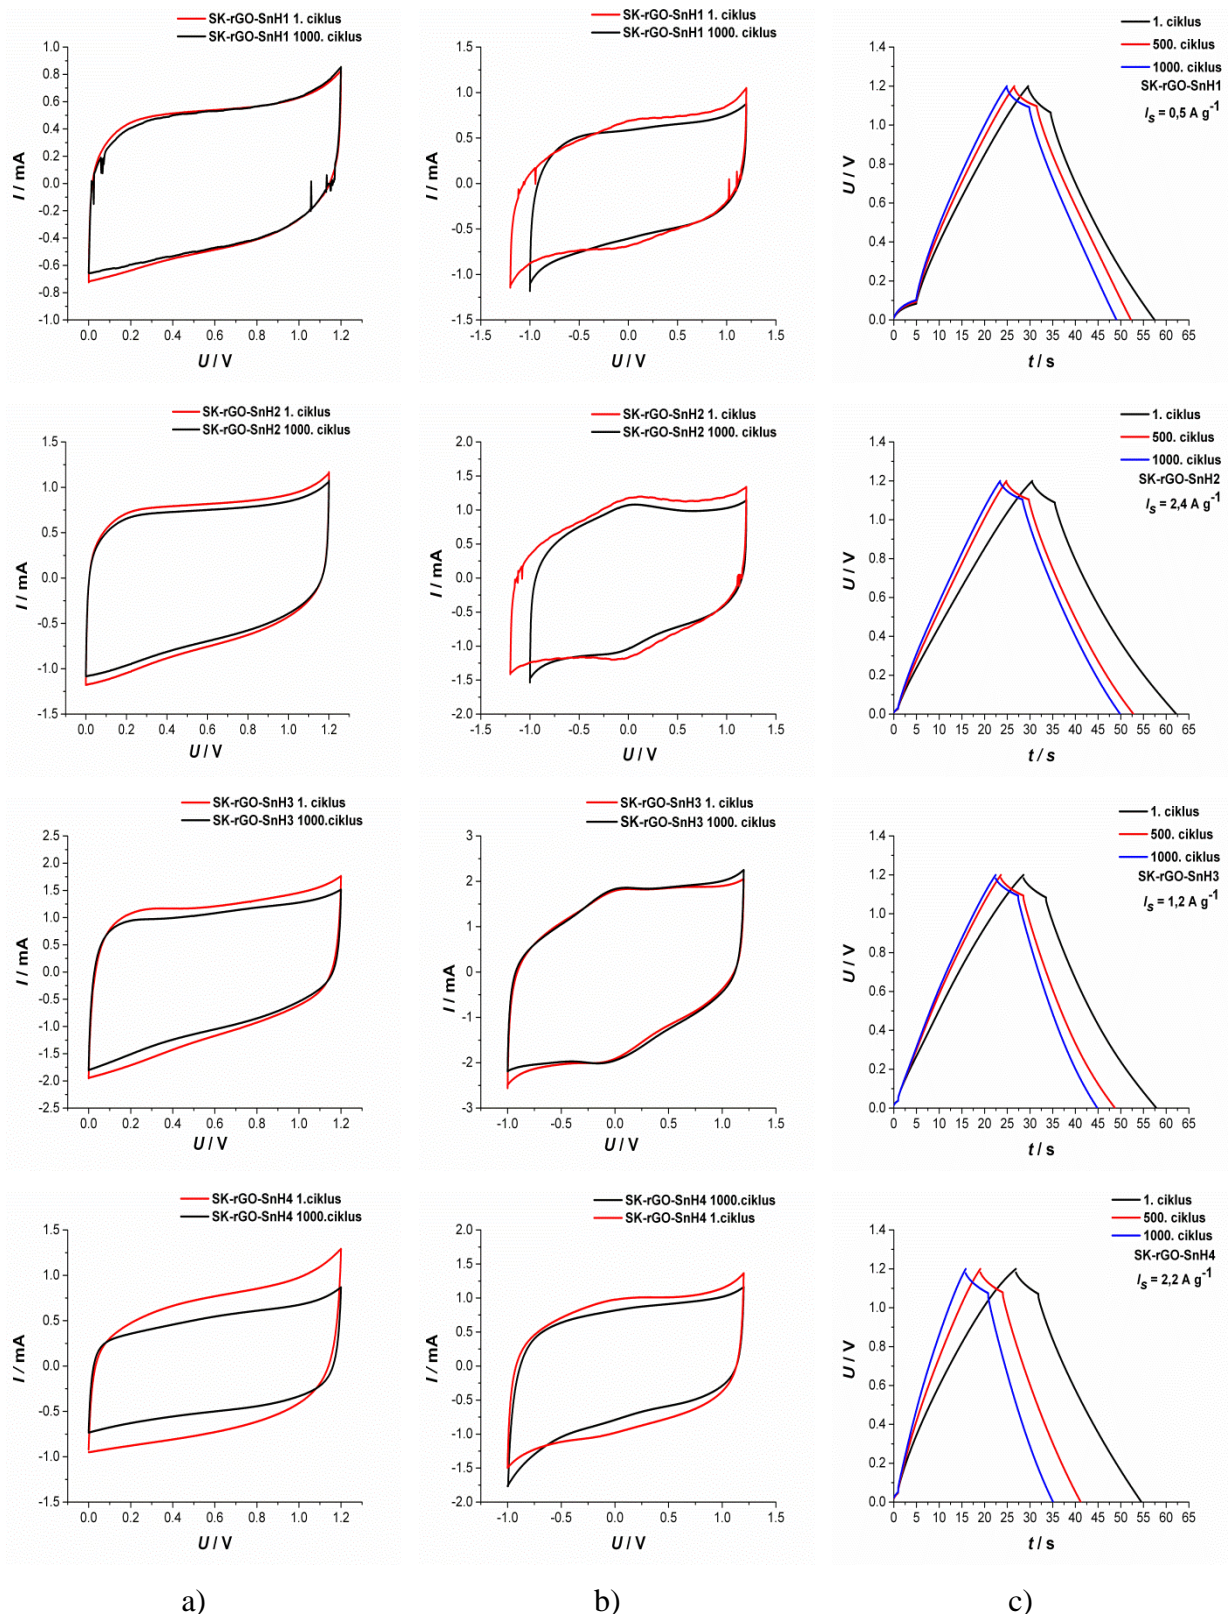 SK-rGO-SnH1 1. ciklus
SK-rGO-SnH1 1000. ciklus
1.0
0.8
0.6
0.4
0.2
0.0
-0.2
-0.4
-0.6
-0.8
-1.0
I / mA
0.0 0.2 0.4 0.6 0.8 1.0 1.2
U / V
SK-rGO-SnH1 1. ciklus
SK-rGO-SnH1 1000. ciklus
1.5
1.0
0.5
0.0
-0.5
-1.0
-1.5
I / mA
-1.5 -1.0 -0.5 0.0 0.5 1.0 1.5
U / V
1. ciklus
500. ciklus
1000. ciklus
SK-rGO-SnH1
IS = 0,5 A g-1
1.4
1.2
1.0
0.8
0.6
0.4
0.2
0.0
U / V
0 5 10 15 20 25 30 35 40 45 50 55 60 65
t / s
SK-rGO-SnH2 1. ciklus
SK-rGO-SnH2 1000. ciklus
1.5
1.0
0.5
0.0
-0.5
-1.0
-1.5
I / mA
0.0 0.2 0.4 0.6 0.8 1.0 1.2
U / V
SK-rGO-SnH2 1. ciklus
SK-rGO-SnH2 1000. ciklus
2.0
1.5
1.0
0.5
0.0
-0.5
-1.0
-1.5
-2.0
I / mA
-1.5 -1.0 -0.5 0.0 0.5 1.0 1.5
U / V
1. ciklus
500. ciklus
1000. ciklus
SK-rGO-SnH2
IS = 2,4 A g-1
1.4
1.2
1.0
0.8
0.6
0.4
0.2
0.0
U / V
0 5 10 15 20 25 30 35 40 45 50 55 60 65
t / s
SK-rGO-SnH3 1. ciklus
SK-rGO-SnH3 1000.ciklus
2.5
2.0
1.5
1.0
0.5
0.0
-0.5
-1.0
-1.5
-2.0
-2.5
I / mA
0.0 0.2 0.4 0.6 0.8 1.0 1.2
U / V
SK-rGO-SnH3 1. ciklus
SK-rGO-SnH3 1000. ciklus
3
2
1
0
-1
-2
-3
I / mA
-1.0 -0.5 0.0 0.5 1.0
U / V
1. ciklus
500. ciklus
1000. ciklus
SK-rGO-SnH3
IS = 1,2 A g-1
1.4
1.2
1.0
0.8
0.6
0.4
0.2
0.0
U / V
0 5 10 15 20 25 30 35 40 45 50 55 60 65
t / s
SK-rGO-SnH4 1.ciklus
SK-rGO-SnH4 1000.ciklus
1.5
1.0
0.5
0.0
-0.5
-1.0
-1.5
I / mA
0.0 0.2 0.4 0.6 0.8 1.0 1.2
U / V
SK-rGO-SnH4 1000.ciklus
SK-rGO-SnH4 1.ciklus
2.0
1.5
1.0
0.5
0.0
-0.5
-1.0
-1.5
-2.0
I / mA
-1.0 -0.5 0.0 0.5 1.0
U / V
1. ciklus
500. ciklus
1000. ciklus
SK-rGO-SnH4
IS = 2,2 A g-1
1.4
1.2
1.0
0.8
0.6
0.4
0.2
0.0
U / V
0 5 10 15 20 25 30 35 40 45 50 55 60 65
t / s
a) b) c)